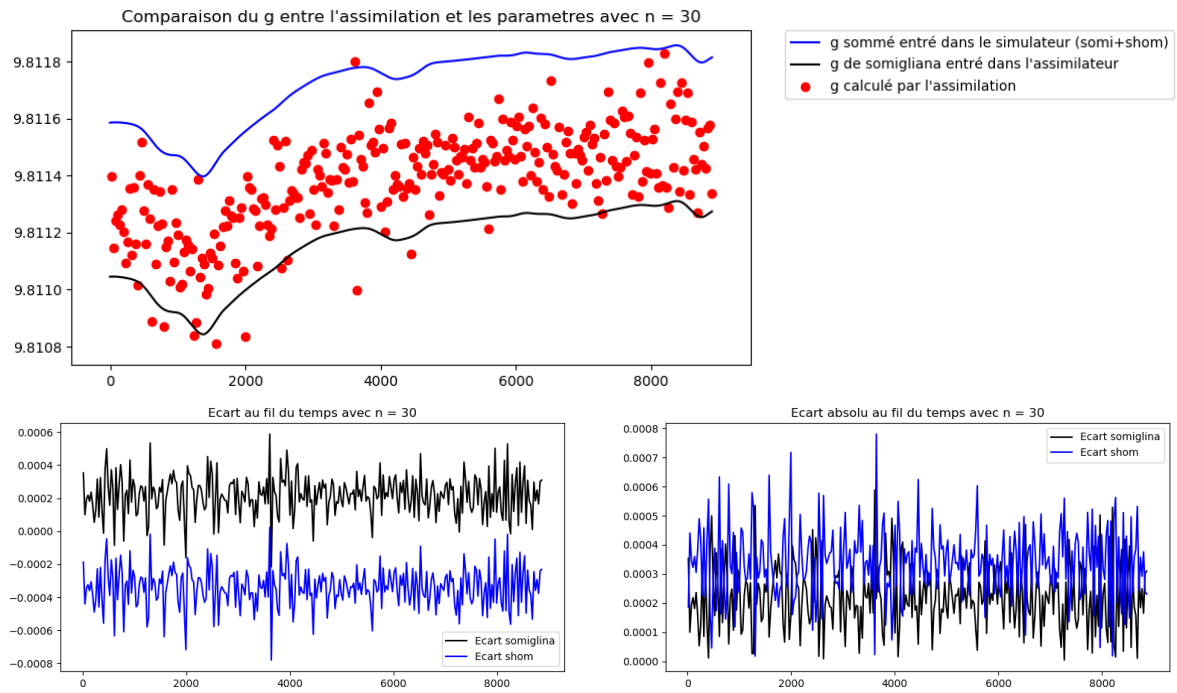 Comparaison du g entre l'assimilation et les parametres avec n = 30
g sommé entré dans le simulateur (somi+shom)
g de somigliana entré dans l'assimilateur
g calculé par l'assimilation
9.8118
9.8116
9.8114
9.8112
9.8110
9.8108
0 2000 4000 6000 8000
Ecart au fil du temps avec n = 30
0.0006
0.0004
0.0002
0.0000
−0.0002
−0.0004
−0.0006
−0.0008
Ecart somiglina
Ecart shom
0 2000 4000 6000 8000
Ecart absolu au fil du temps avec n = 30
Ecart somiglina
Ecart shom
0.0008
0.0007
0.0006
0.0005
0.0004
0.0003
0.0002
0.0001
0.0000
0 2000 4000 6000 8000